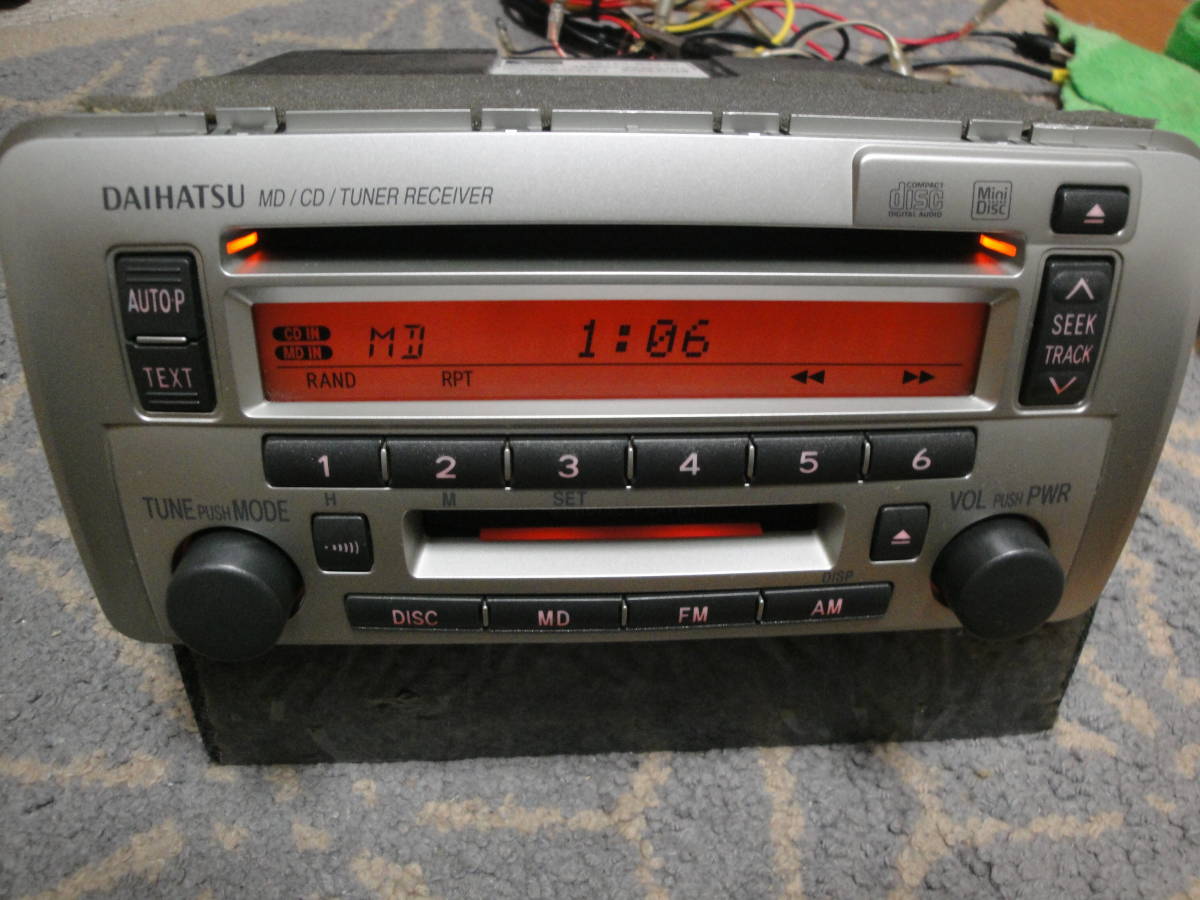 DAIHATSU MD / CD / TUNER RECEIVER
COMPACT
disc
DIGITAL AUDIO
Mini
Disc
AUTO·P
TEXT
CD IN
MD IN
MD 1:06
RAND RPT
SEEK
TRACK
1 2 3 4 5 6
H M SET
TUNE PUSH MODE
VOL PUSH PWR
DISP
DISC MD FM AM